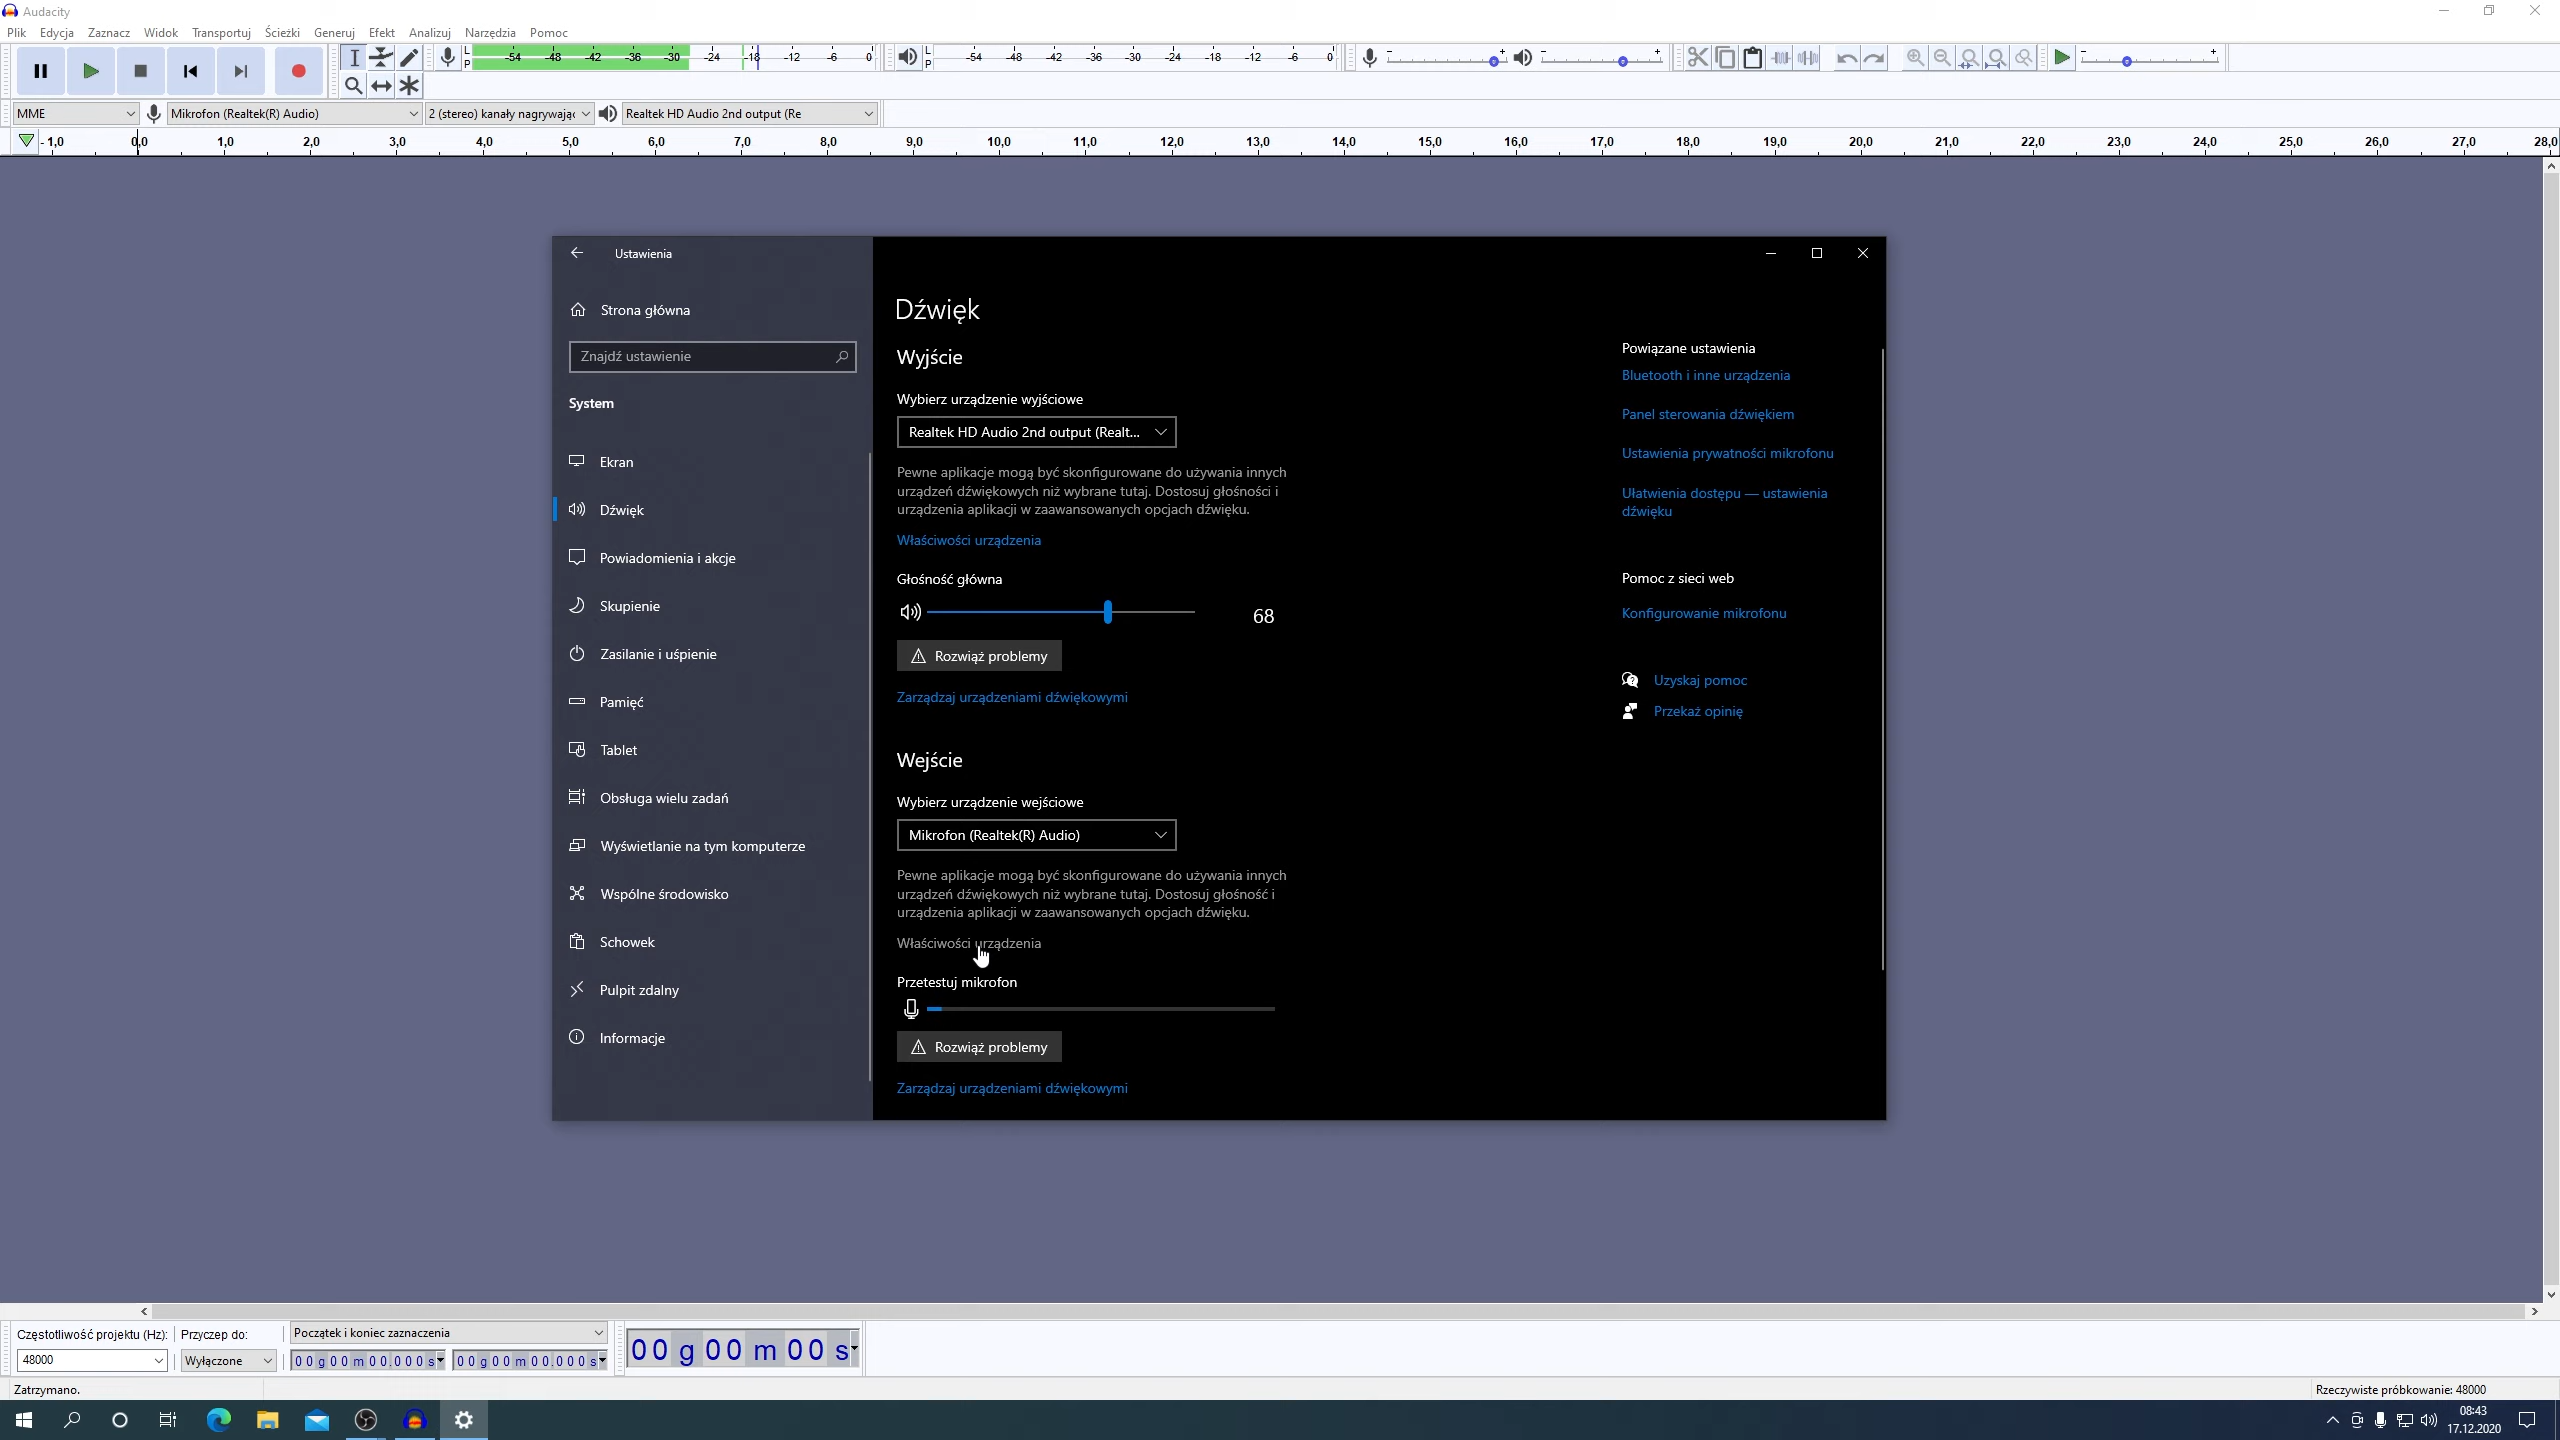 Audacity
Plik Edycja Zaznacz Widok Transportuj Ścieżki Generuj Efekt Analizuj Narzędzia Pomoc
L -54 -48 -42 -36 -30 -24 -18 -12 -6 0 L -54 -48 -42 -36 -30 -24 -18 -12 -6 0 - + - + - +
P P
MME Mikrofon (Realtek(R) Audio) 2 (stereo) kanały nagrywając Realtek HD Audio 2nd output (Re
-1,0 0,0 1,0 2,0 3,0 4,0 5,0 6,0 7,0 8,0 9,0 10,0 11,0 12,0 13,0 14,0 15,0 16,0 17,0 18,0 19,0 20,0 21,0 22,0 23,0 24,0 25,0 26,0 27,0 28,0
Ustawienia
Strona główna
Znajdź ustawienie
System
Ekran
Dźwięk
Powiadomienia i akcje
Skupienie
Zasilanie i uśpienie
Pamięć
Tablet
Obsługa wielu zadań
Wyświetlanie na tym komputerze
Wspólne środowisko
Schowek
Pulpit zdalny
Informacje
Dźwięk
Wyjście
Wybierz urządzenie wyjściowe
Realtek HD Audio 2nd output (Realt...
Pewne aplikacje mogą być skonfigurowane do używania innych
urządzeń dźwiękowych niż wybrane tutaj. Dostosuj głośności i
urządzenia aplikacji w zaawansowanych opcjach dźwięku.
Właściwości urządzenia
Głośność główna
68
Rozwiąż problemy
Zarządzaj urządzeniami dźwiękowymi
Wejście
Wybierz urządzenie wejściowe
Mikrofon (Realtek(R) Audio)
Pewne aplikacje mogą być skonfigurowane do używania innych
urządzeń dźwiękowych niż wybrane tutaj. Dostosuj głośność i
urządzenia aplikacji w zaawansowanych opcjach dźwięku.
Właściwości urządzenia
Przetestuj mikrofon
Rozwiąż problemy
Zarządzaj urządzeniami dźwiękowymi
Powiązane ustawienia
Bluetooth i inne urządzenia
Panel sterowania dźwiękiem
Ustawienia prywatności mikrofonu
Ułatwienia dostępu — ustawienia
dźwięku
Pomoc z sieci web
Konfigurowanie mikrofonu
Uzyskaj pomoc
Przekaż opinię
Częstotliwość projektu (Hz): Przyczep do: Początek i koniec zaznaczenia
48000 Wyłączone 00 g 00 m 00.000 s 00 g 00 m 00.000 s 00 g 00 m 00 s
Zatrzymano. Rzeczywiste próbkowanie: 48000
08:43
17.12.2020